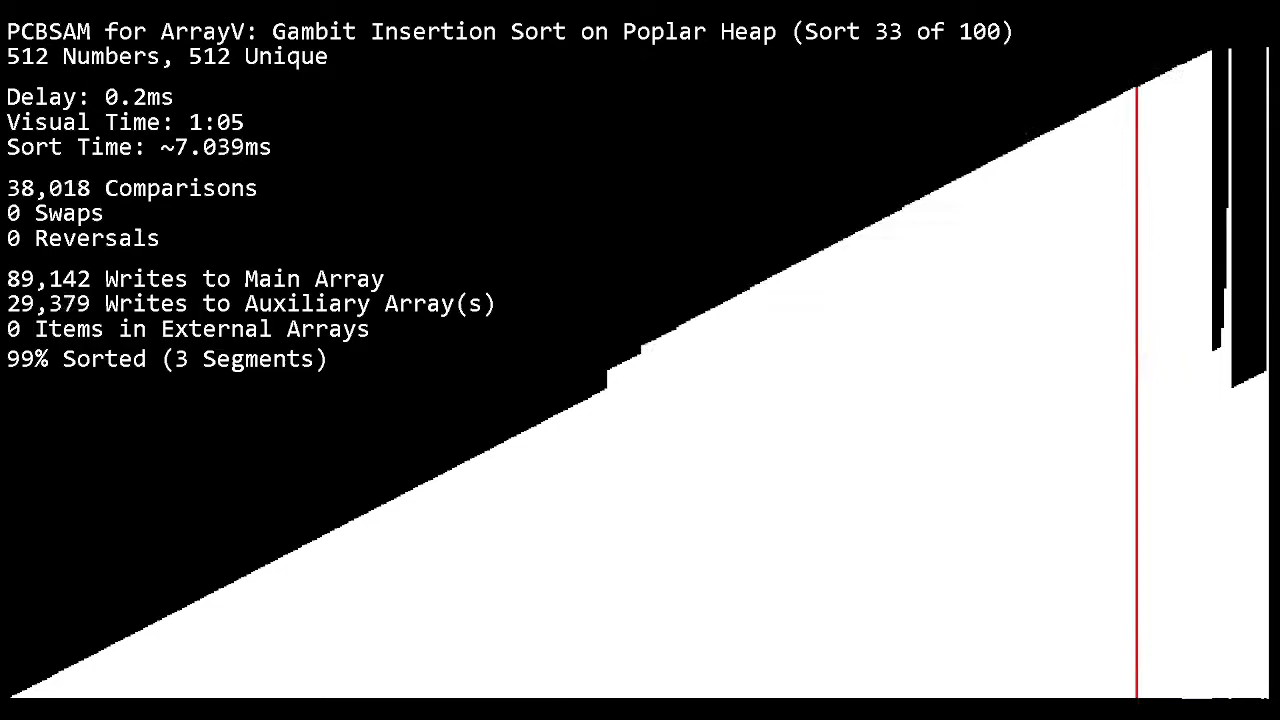 PCBSAM for ArrayV: Gambit Insertion Sort on Poplar Heap (Sort 33 of 100)
512 Numbers, 512 Unique
Delay: 0.2ms
Visual Time: 1:05
Sort Time: ~7.039ms
38,018 Comparisons
0 Swaps
0 Reversals
89,142 Writes to Main Array
29,379 Writes to Auxiliary Array(s)
0 Items in External Arrays
99% Sorted (3 Segments)